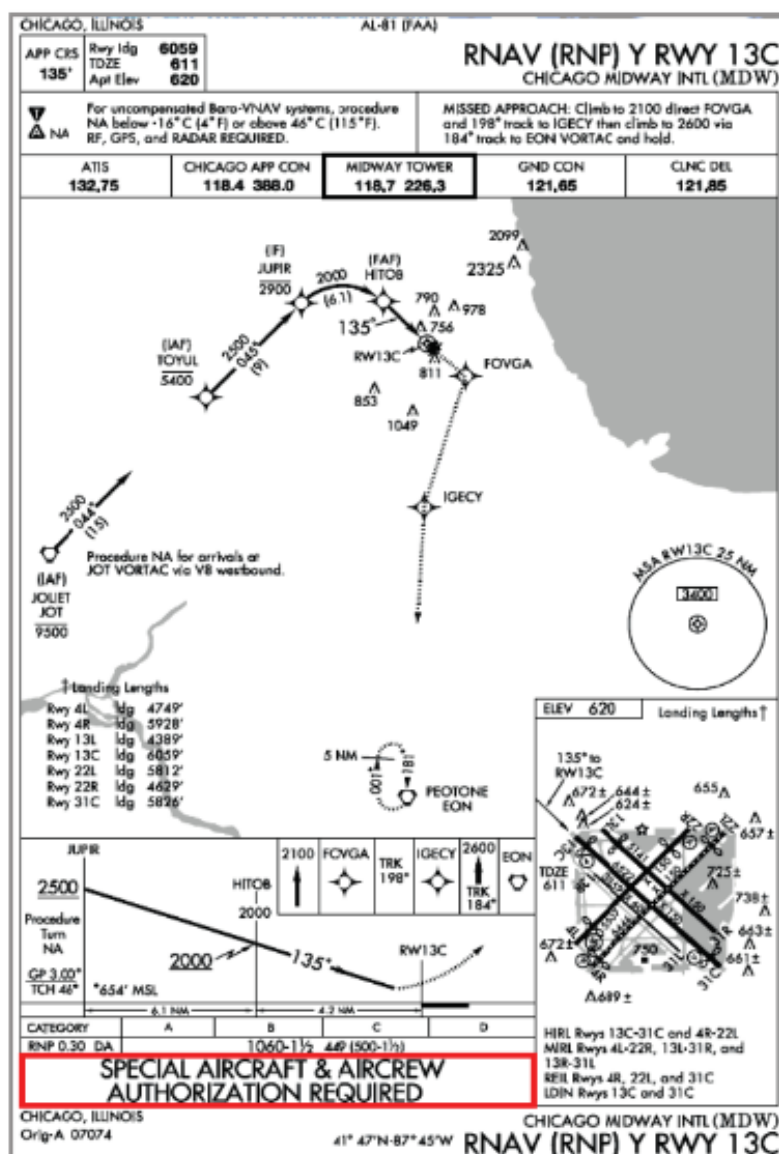 CHICAGO, ILLINOIS
AL-81 (FAA)
APP CRS
135°
Rwy ldg 6059
TDZE 611
Apt Elev 620
RNAV (RNP) Y RWY 13C
CHICAGO MIDWAY INTL (MDW)
T
A NA
For uncompensated Baro-VNAV systems, procedure
NA below -16°C (4°F) or above 46°C (115°F).
RF, GPS, and RADAR REQUIRED.
MISSED APPROACH: Climb to 2100 direct FOVGA
and 198° track to IGECY then climb to 2600 via
184° track to EON VORTAC and hold.
ATIS
132,75
CHICAGO APP CON
118.4 388.0
MIDWAY TOWER
118,7 226,3
GND CON
121,65
CLNC DEL
121,85
2099
2325
(IF)
JUPIR
2900
2000
(6.1)
(FAF)
HITOB
790
978
756
135°
RW13C
811
FOVGA
(IAF)
TOYUL
5400
2500
045°
(9)
853
1049
IGECY
2500
044°
(15)
(IAF)
JOLIET
JOT
9500
Procedure NA for arrivals at
JOT VORTAC via V8 westbound.
MSA RW13C 25 NM
3400
†Landing Lengths
Rwy 4L ldg 4749'
Rwy 4R ldg 5928'
Rwy 13L ldg 4389'
Rwy 13C ldg 6059'
Rwy 22L ldg 5812'
Rwy 22R ldg 4629'
Rwy 31C ldg 5826'
5 NM
001°
181°
PEOTONE
EON
ELEV 620
Landing Lengths†
135° to
RW13C
672±
644±
624±
655
22R
22L
657±
13C
13L
TDZE
611
725±
738±
663±
661±
672±
4L
4R
750
31L
31C
689±
JUPIR
2500
Procedure
Turn
NA
GP 3.00°
TCH 46'
*654' MSL
HITOB
2000
2000
135°
RW13C
6.1 NM
4.2 NM
2100
FOVGA
TRK
198°
IGECY
2600
TRK
184°
EON
CATEGORY A B C D
RNP 0.30 DA 1060-1½ 449 (500-1½)
SPECIAL AIRCRAFT & AIRCREW
AUTHORIZATION REQUIRED
HIRL Rwys 13C-31C and 4R-22L
MIRL Rwys 4L-22R, 13L-31R, and
13R-31L
REIL Rwys 4R, 22L, and 31C
LDIN Rwys 13C and 31C
CHICAGO, ILLINOIS
Orig-A 07074
41° 47'N-87° 45'W
CHICAGO MIDWAY INTL (MDW)
RNAV (RNP) Y RWY 13C